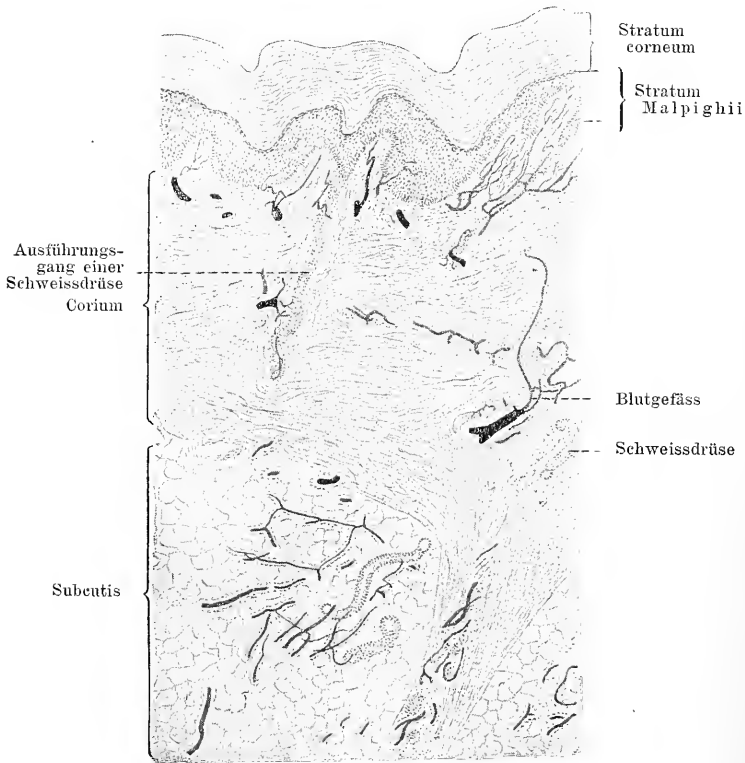 Stratum
corneum
Stratum
Malpighii
Ausführungs-
gang einer
Schweissdrüse
Corium
Blutgefäss
Schweissdrüse
Subcutis